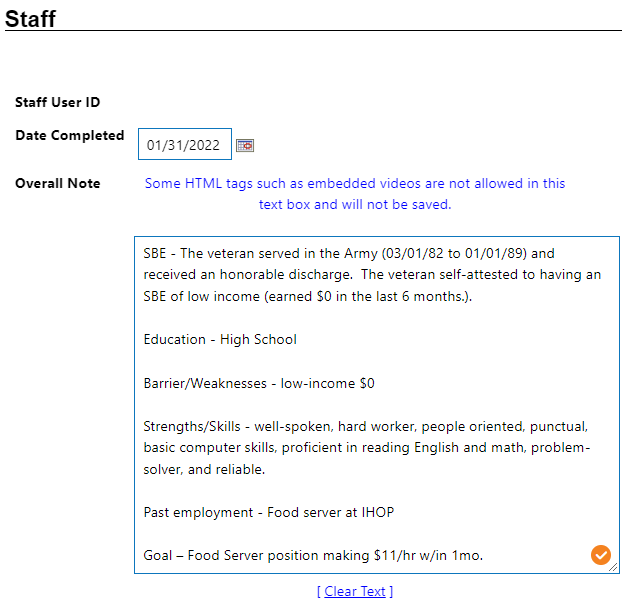 Staff
Staff User ID
Date Completed
01/31/2022
Overall Note
Some HTML tags such as embedded videos are not allowed in this
text box and will not be saved.
SBE - The veteran served in the Army (03/01/82 to 01/01/89) and
received an honorable discharge.  The veteran self-attested to having an
SBE of low income (earned $0 in the last 6 months.).
Education - High School
Barrier/Weaknesses - low-income $0
Strengths/Skills - well-spoken, hard worker, people oriented, punctual,
basic computer skills, proficient in reading English and math, problem-
solver, and reliable.
Past employment - Food server at IHOP
Goal – Food Server position making $11/hr w/in 1mo.
[ Clear Text ]